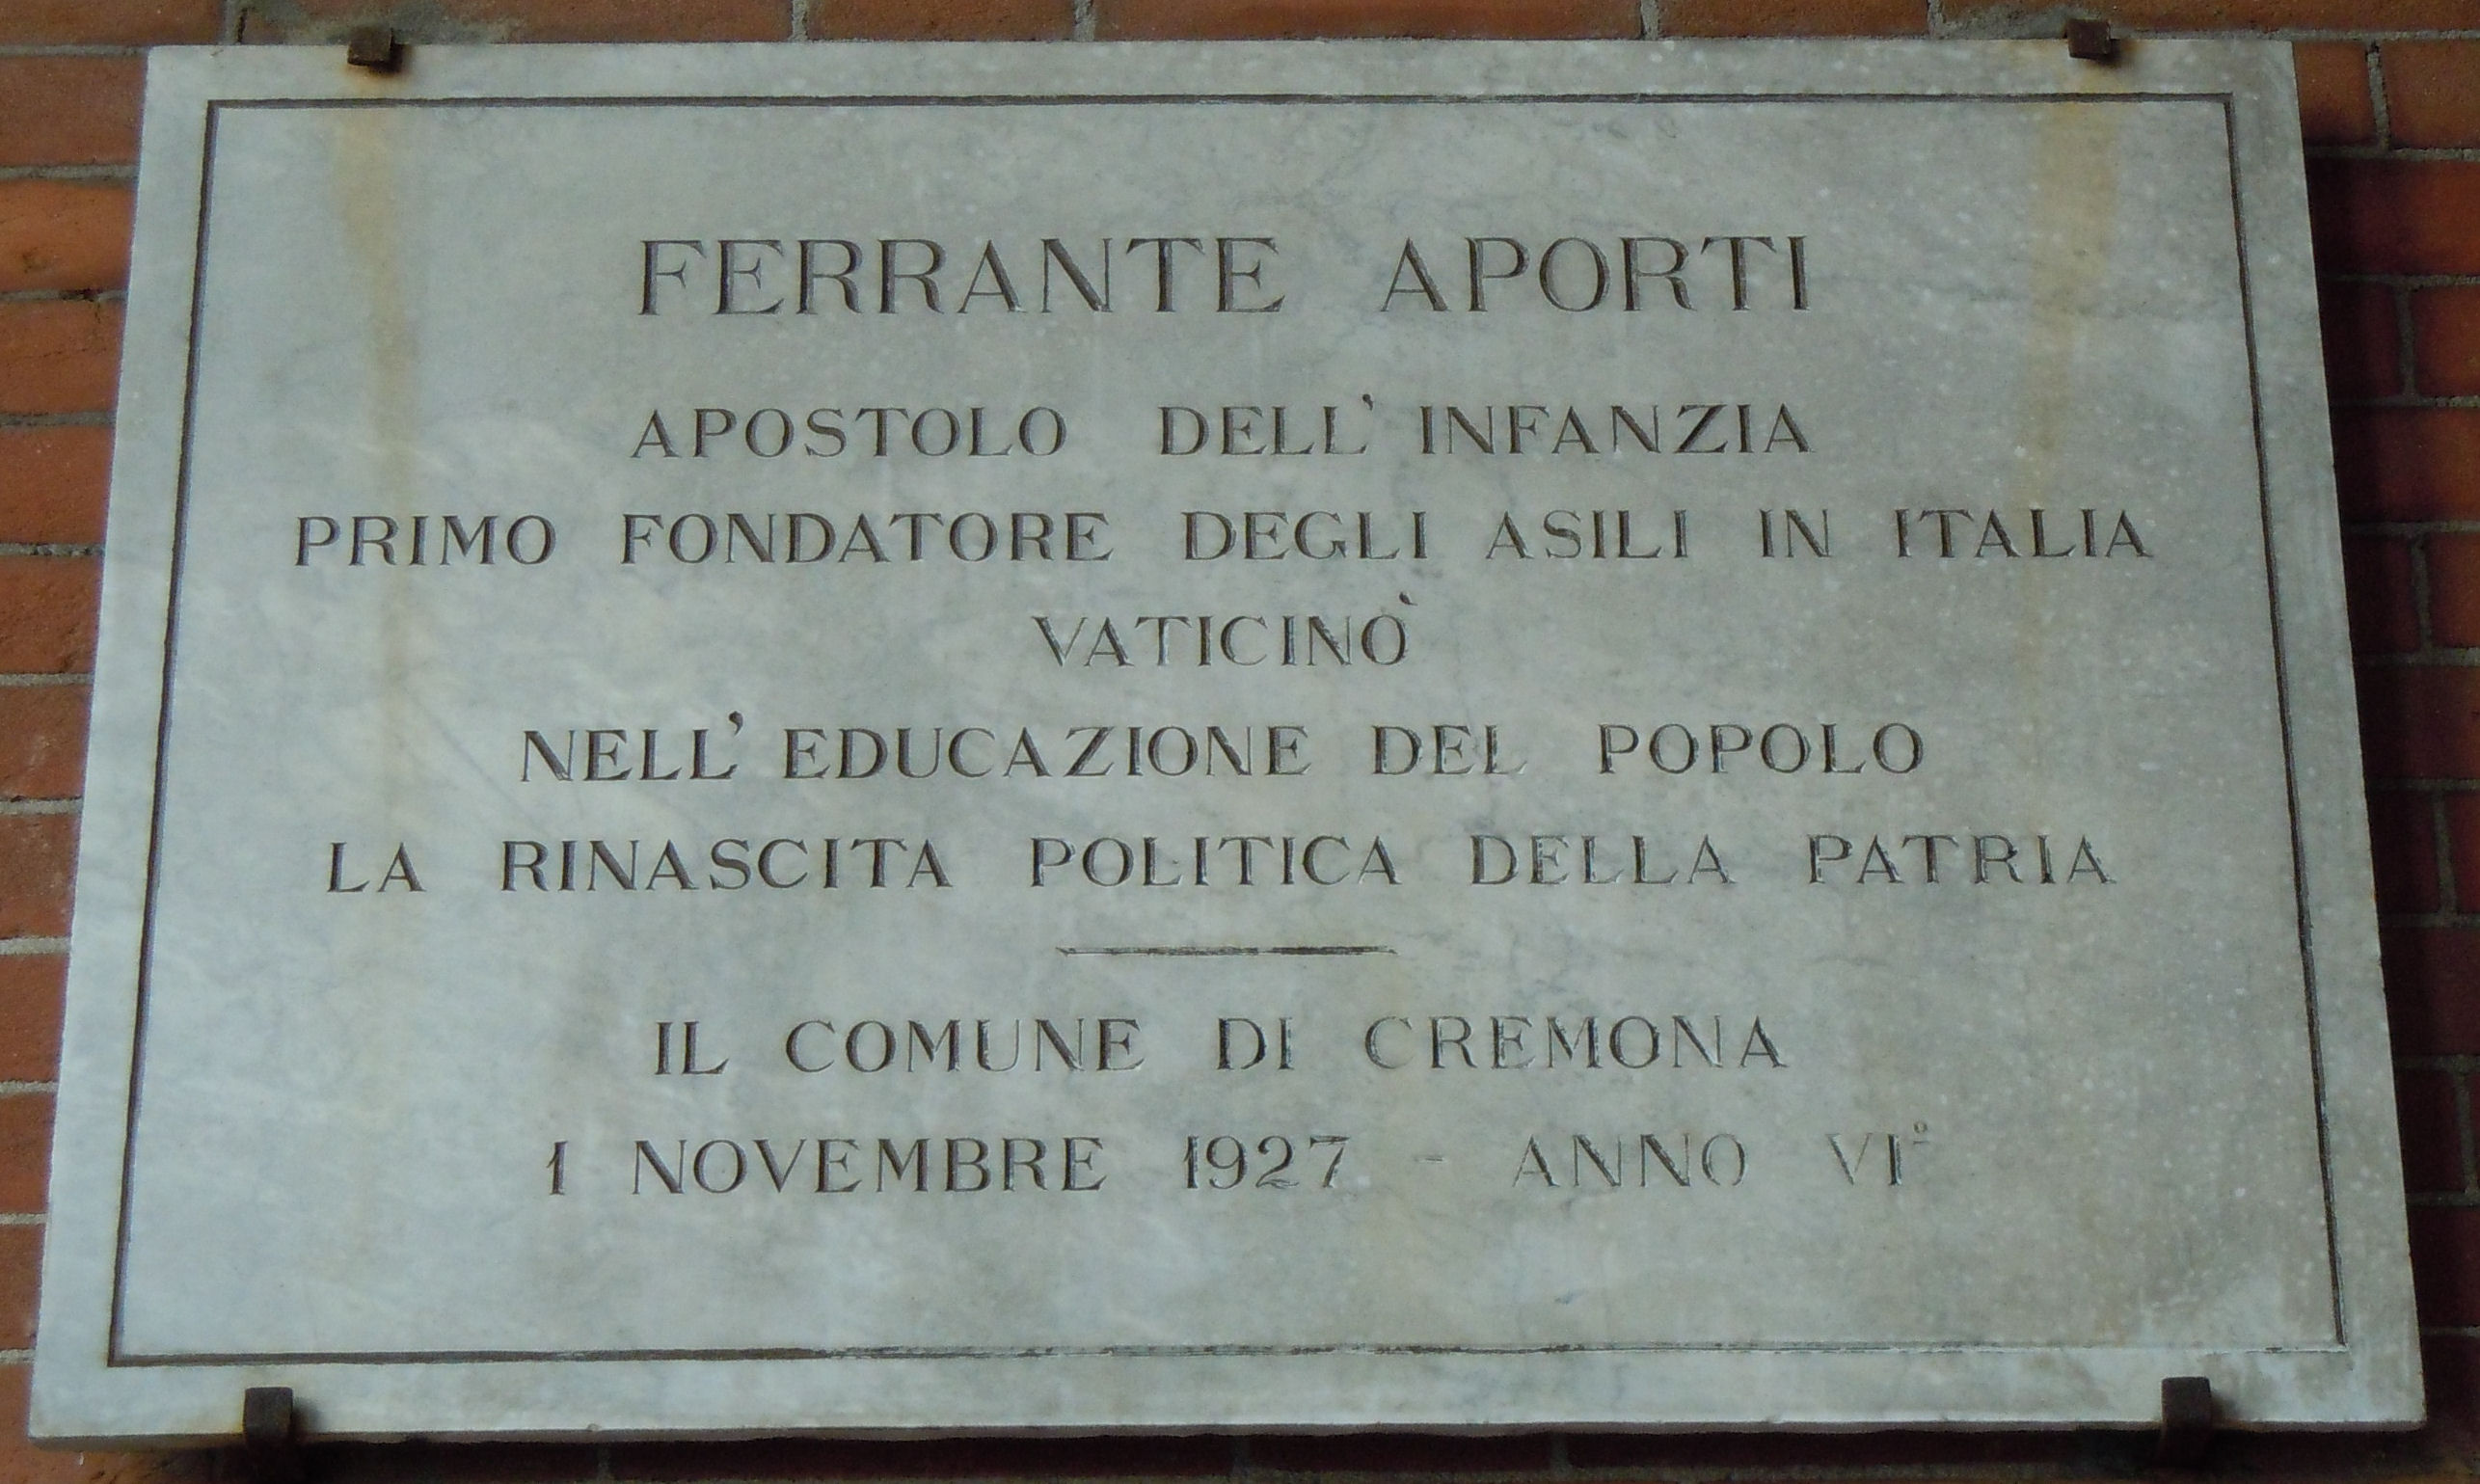 FERRANTE APORTI
APOSTOLO DELL' INFANZIA
PRIMO FONDATORE DEGLI ASILI IN ITALIA
VATICINÒ
NELL' EDUCAZIONE DEL POPOLO
LA RINASCITA POLITICA DELLA PATRIA
IL COMUNE DI CREMONA
1 NOVEMBRE 1927 - ANNO VI°